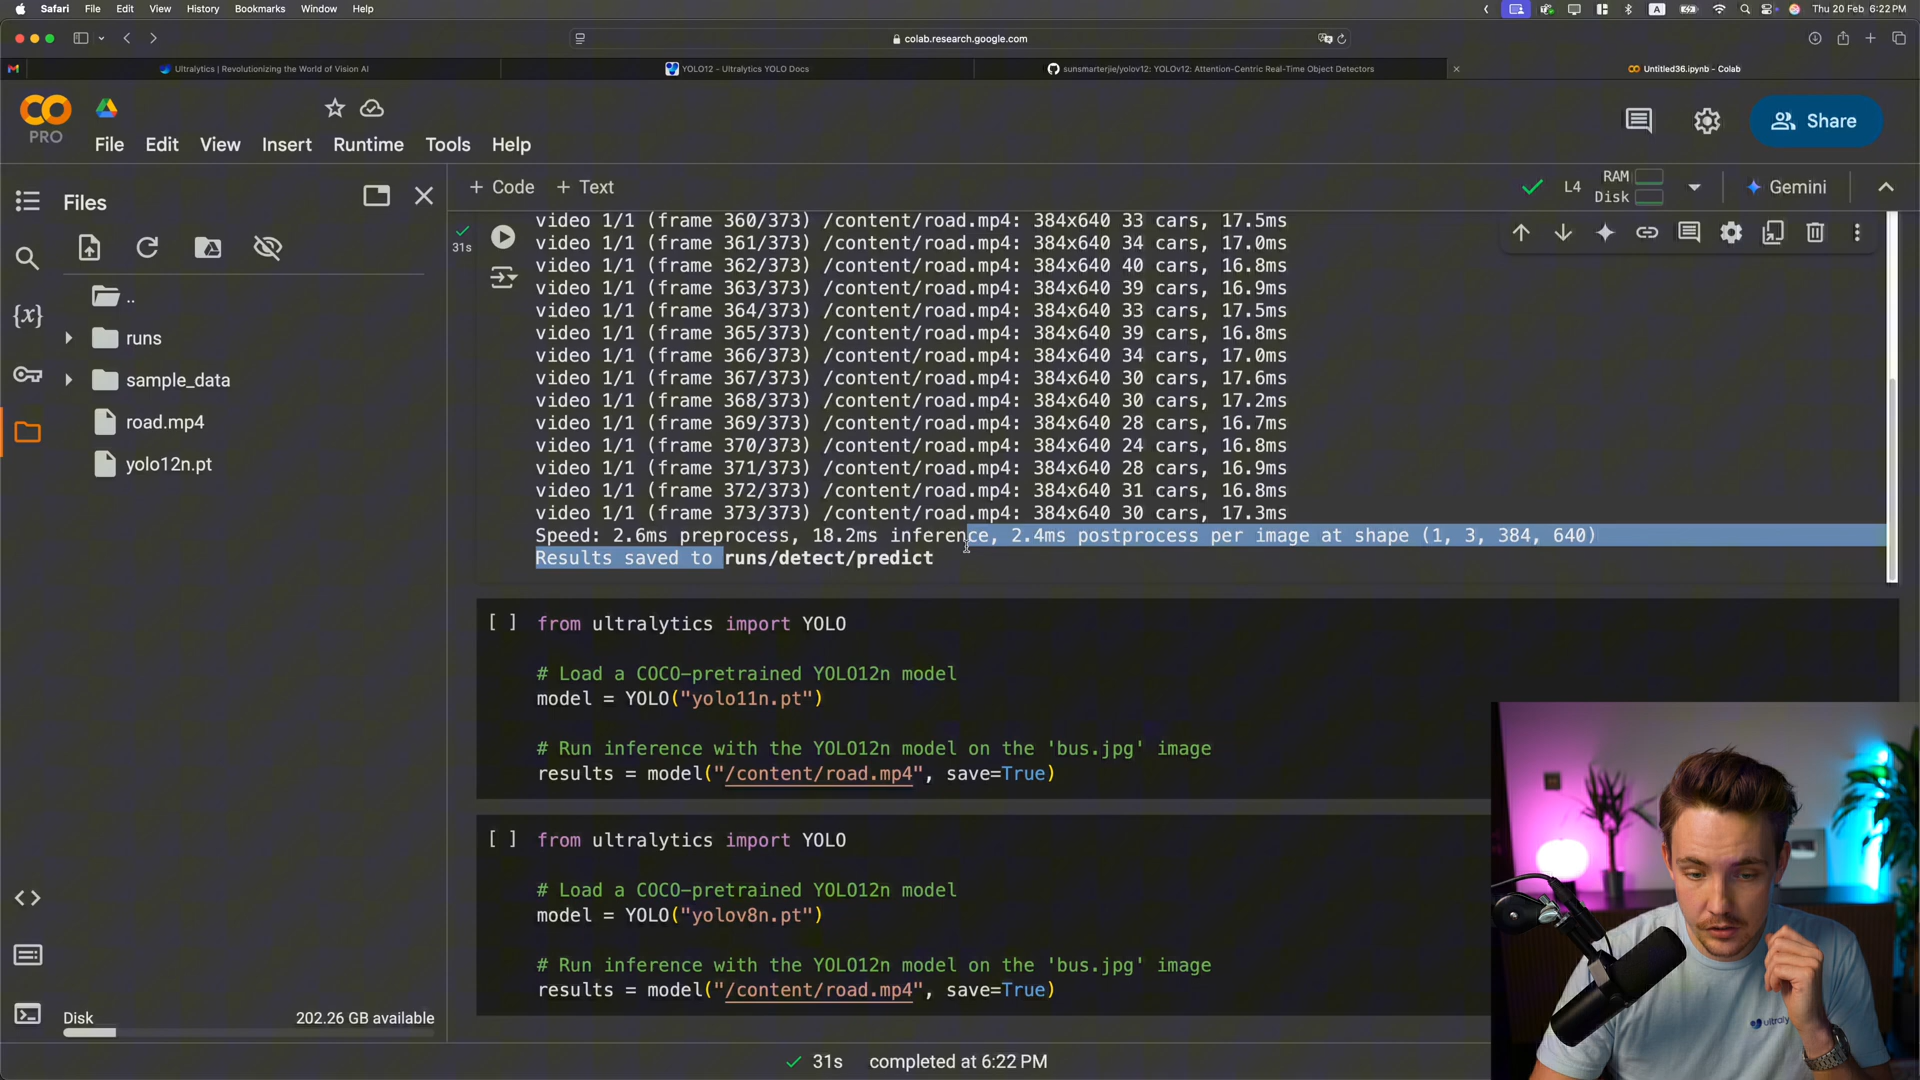 Safari File Edit View History Bookmarks Window Help
A Thu 20 Feb 6:22 PM
colab.research.google.com
Ultralytics | Revolutionizing the World of Vision AI
YOLO12 - Ultralytics YOLO Docs
sunsmarterjie/yolov12: YOLOv12: Attention-Centric Real-Time Object Detectors
Untitled36.ipynb - Colab
PRO
File Edit View Insert Runtime Tools Help
Share
Files
+ Code + Text
L4 RAM Disk
Gemini
..
runs
sample_data
road.mp4
yolo12n.pt
{x}
Disk 202.26 GB available
31s
video 1/1 (frame 360/373) /content/road.mp4: 384x640 33 cars, 17.5ms
video 1/1 (frame 361/373) /content/road.mp4: 384x640 34 cars, 17.0ms
video 1/1 (frame 362/373) /content/road.mp4: 384x640 40 cars, 16.8ms
video 1/1 (frame 363/373) /content/road.mp4: 384x640 39 cars, 16.9ms
video 1/1 (frame 364/373) /content/road.mp4: 384x640 33 cars, 17.5ms
video 1/1 (frame 365/373) /content/road.mp4: 384x640 39 cars, 16.8ms
video 1/1 (frame 366/373) /content/road.mp4: 384x640 34 cars, 17.0ms
video 1/1 (frame 367/373) /content/road.mp4: 384x640 30 cars, 17.6ms
video 1/1 (frame 368/373) /content/road.mp4: 384x640 30 cars, 17.2ms
video 1/1 (frame 369/373) /content/road.mp4: 384x640 28 cars, 16.7ms
video 1/1 (frame 370/373) /content/road.mp4: 384x640 24 cars, 16.8ms
video 1/1 (frame 371/373) /content/road.mp4: 384x640 28 cars, 16.9ms
video 1/1 (frame 372/373) /content/road.mp4: 384x640 31 cars, 16.8ms
video 1/1 (frame 373/373) /content/road.mp4: 384x640 30 cars, 17.3ms
Speed: 2.6ms preprocess, 18.2ms inference, 2.4ms postprocess per image at shape (1, 3, 384, 640)
Results saved to runs/detect/predict
[ ] from ultralytics import YOLO
# Load a COCO-pretrained YOLO12n model
model = YOLO("yolo11n.pt")
# Run inference with the YOLO12n model on the 'bus.jpg' image
results = model("/content/road.mp4", save=True)
[ ] from ultralytics import YOLO
# Load a COCO-pretrained YOLO12n model
model = YOLO("yolov8n.pt")
# Run inference with the YOLO12n model on the 'bus.jpg' image
results = model("/content/road.mp4", save=True)
31s completed at 6:22 PM